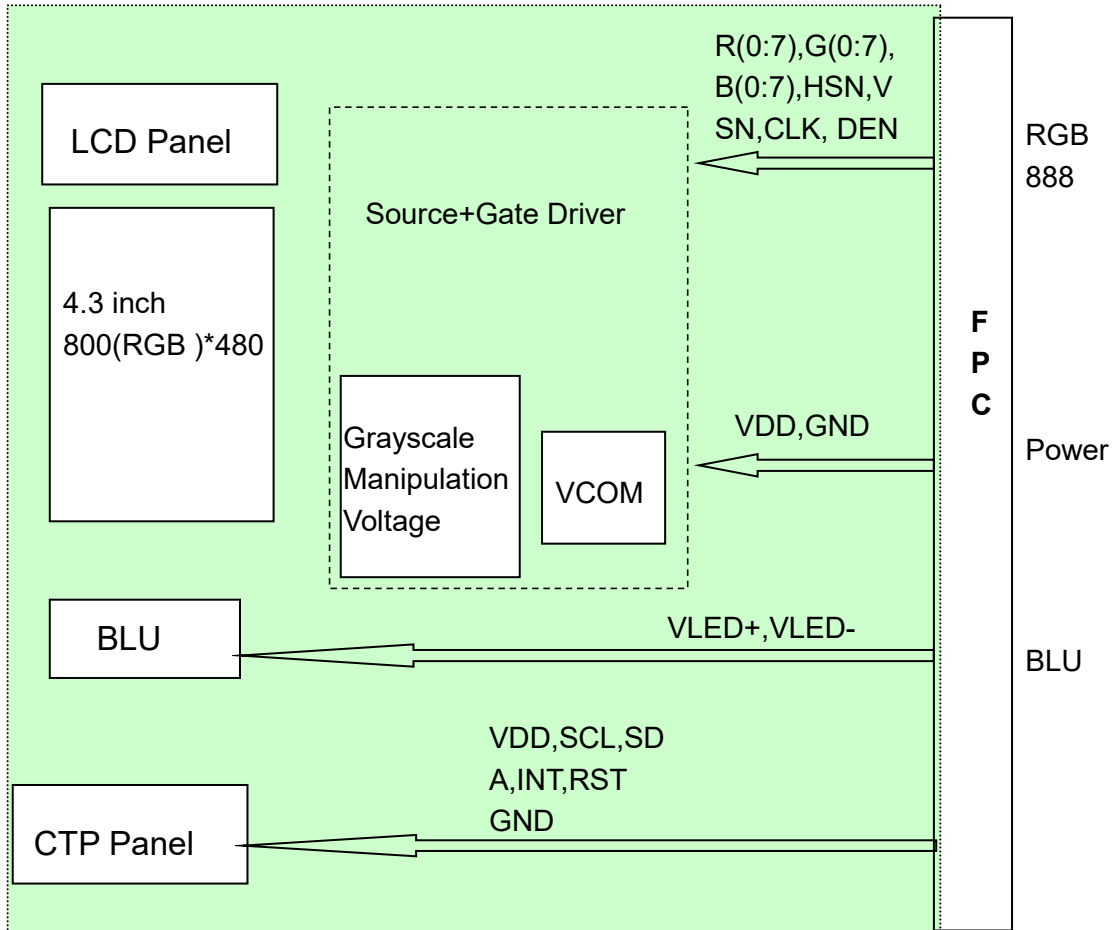 R(0:7),G(0:7),
B(0:7),HSN,V
SN,CLK, DEN
RGB
888
LCD Panel
Source+Gate Driver
4.3 inch
800(RGB )*480
F
P
C
VDD,GND
Power
Grayscale
Manipulation
Voltage
VCOM
BLU
VLED+,VLED-
BLU
VDD,SCL,SD
A,INT,RST
GND
CTP Panel